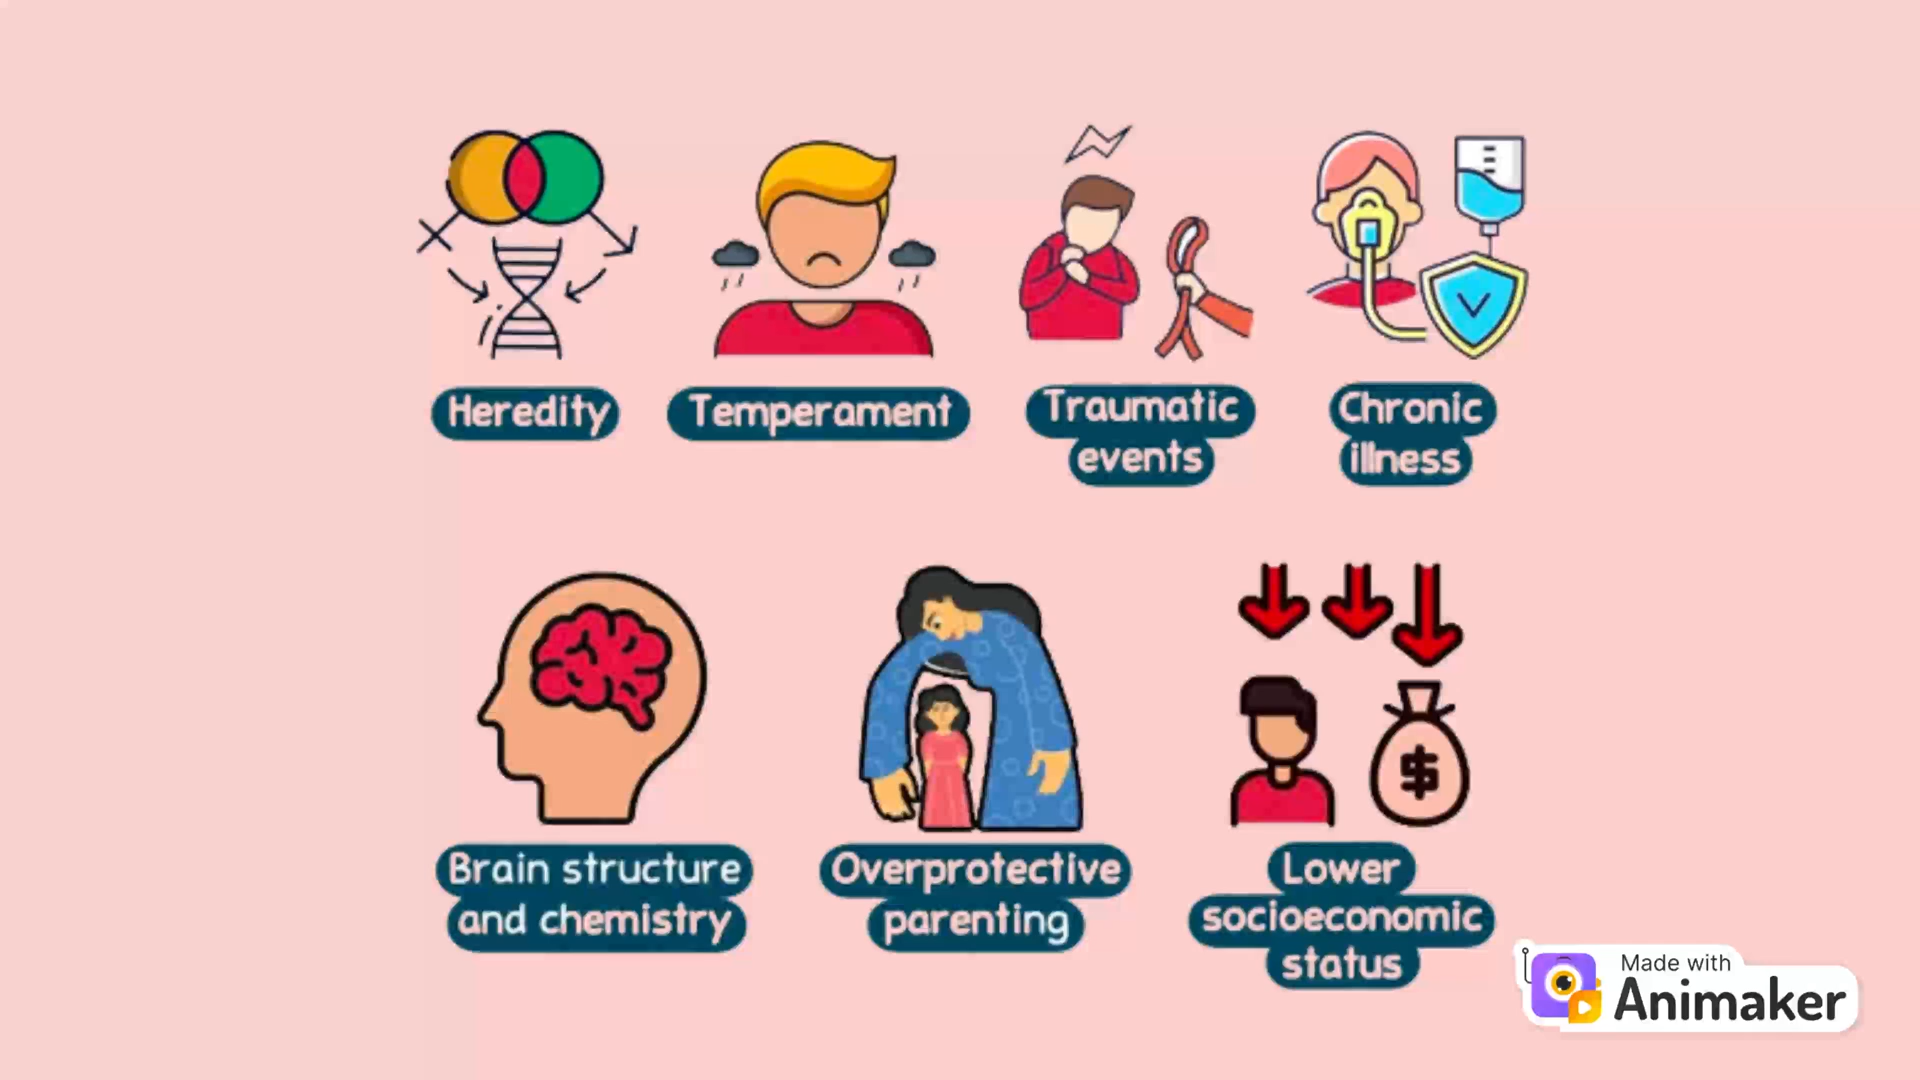 Heredity
Temperament
Traumatic
events
Chronic
illness
Brain structure
and chemistry
Overprotective
parenting
$
Lower
socioeconomic
status
Made with
Animaker